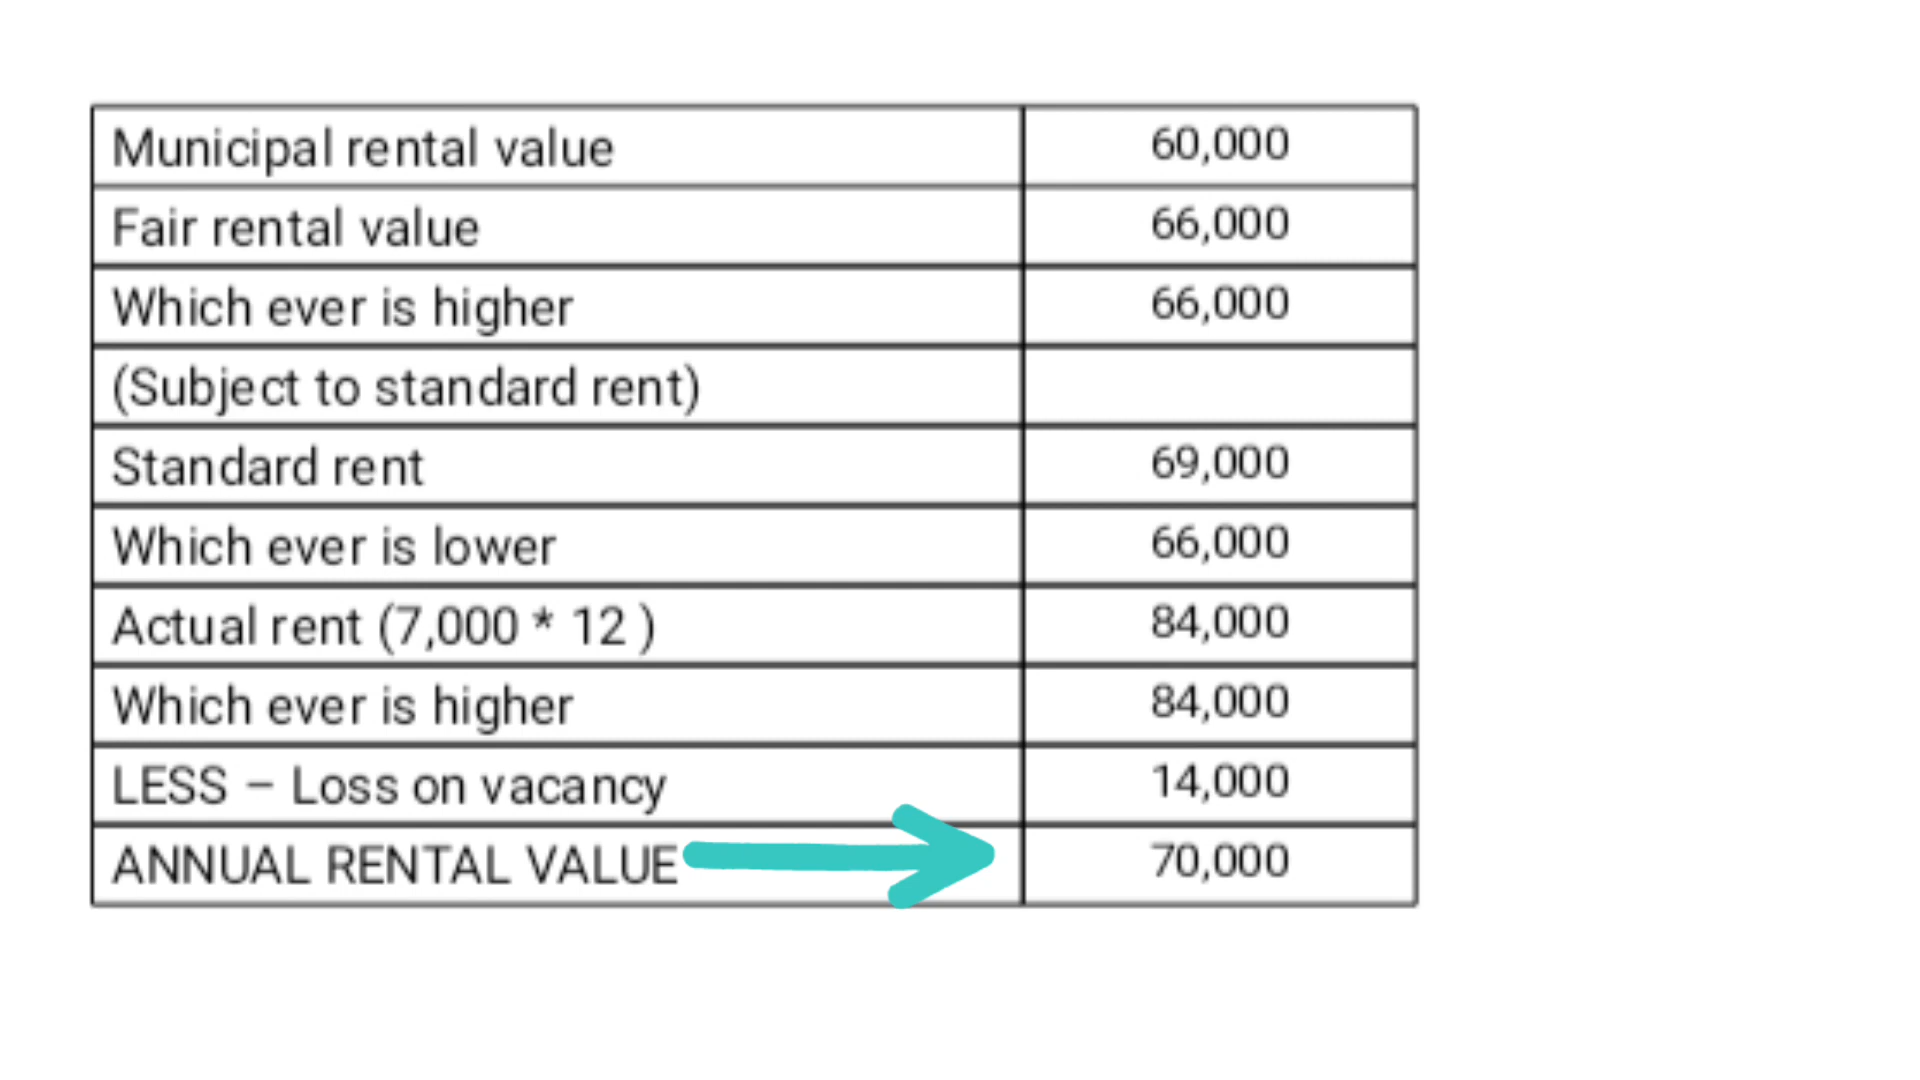 Municipal rental value 60,000
Fair rental value 66,000
Which ever is higher 66,000
(Subject to standard rent)
Standard rent 69,000
Which ever is lower 66,000
Actual rent (7,000 * 12 ) 84,000
Which ever is higher 84,000
LESS – Loss on vacancy 14,000
ANNUAL RENTAL VALUE 70,000